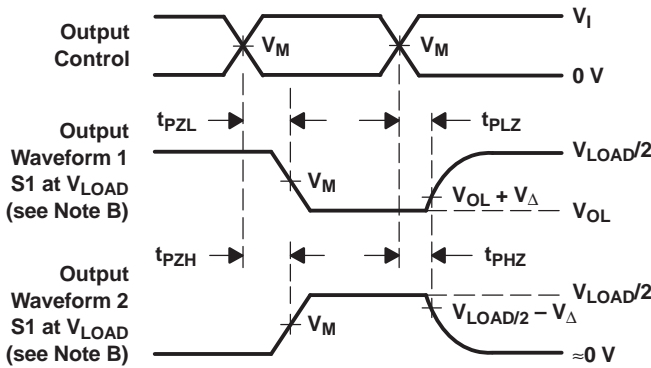 Output
Control
V_M
V_M
V_I
0 V
Output
Waveform 1
S1 at V_LOAD
(see Note B)
t_PZL
t_PLZ
V_M
V_LOAD/2
V_OL + V_Δ
V_OL
Output
Waveform 2
S1 at V_LOAD
(see Note B)
t_PZH
t_PHZ
V_M
V_LOAD/2
V_LOAD/2 – V_Δ
≈0 V